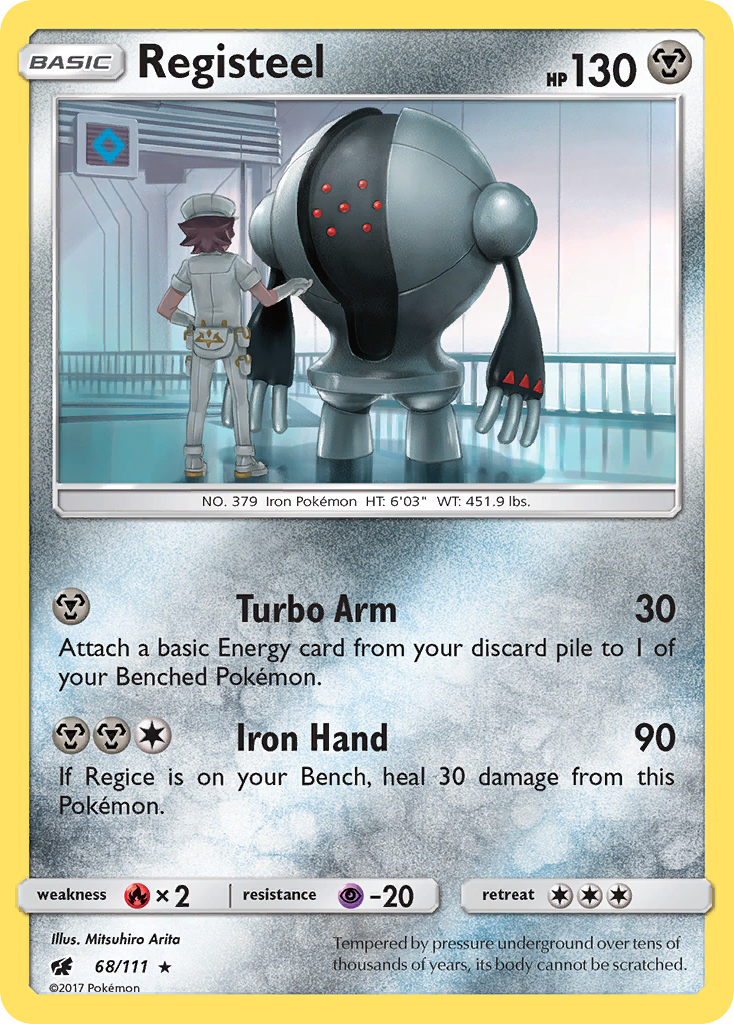 BASIC
Registeel
HP 130
NO. 379 Iron Pokémon HT: 6'03" WT: 451.9 lbs.
Turbo Arm 30
Attach a basic Energy card from your discard pile to 1 of
your Benched Pokémon.
Iron Hand 90
If Regice is on your Bench, heal 30 damage from this
Pokémon.
weakness × 2 resistance -20 retreat
Illus. Mitsuhiro Arita
68/111 ★
©2017 Pokémon
Tempered by pressure underground over tens of
thousands of years, its body cannot be scratched.